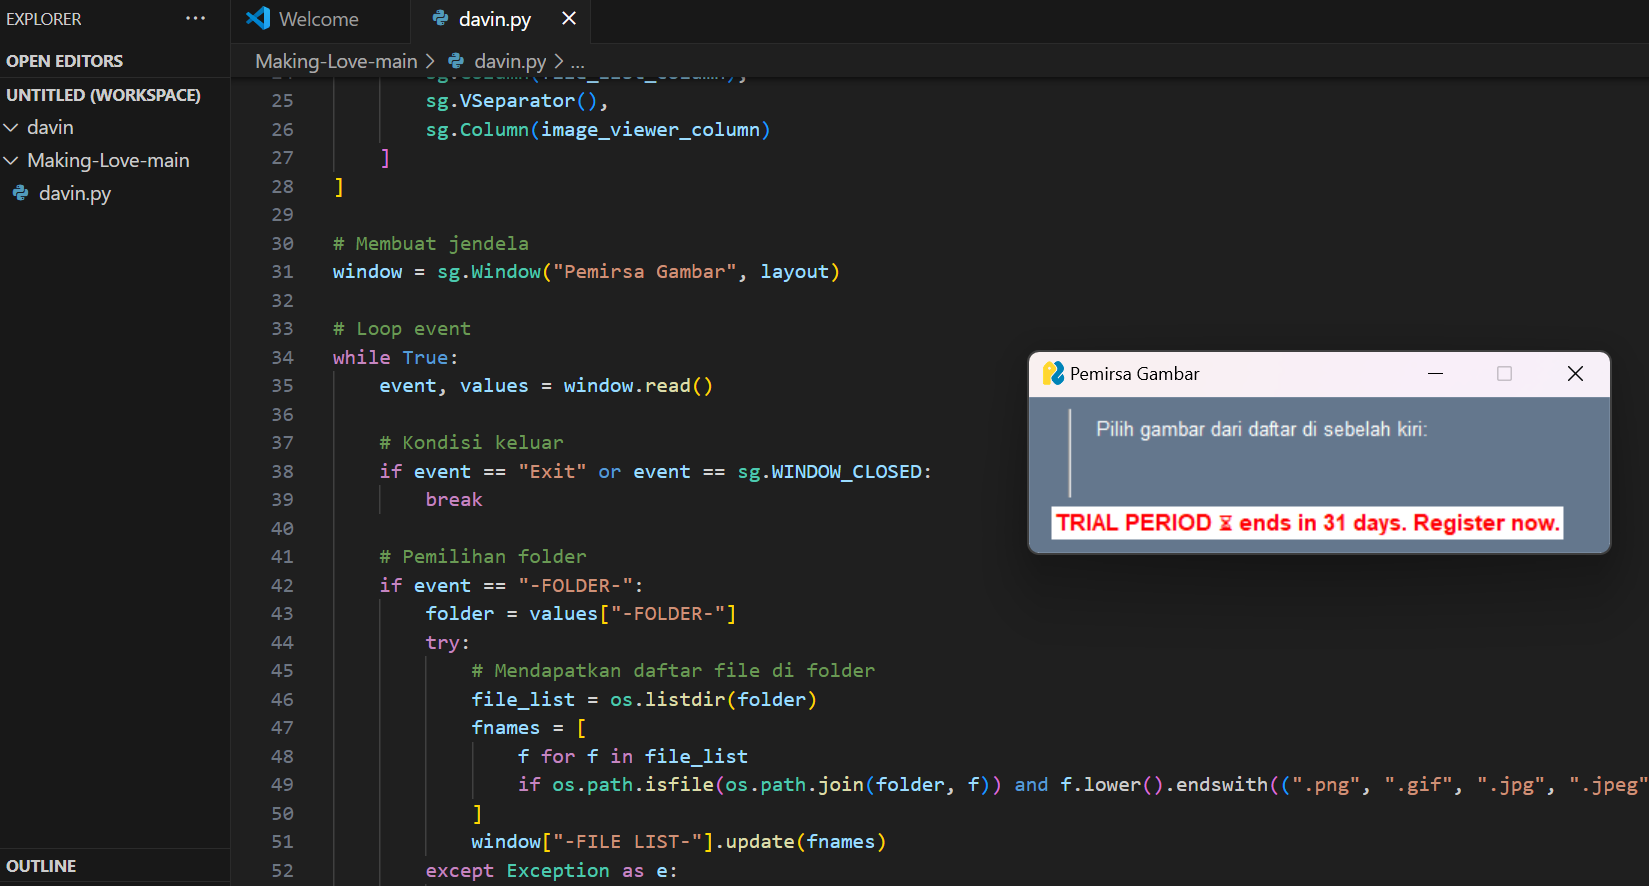 EXPLORER
···
Welcome
davin.py
OPEN EDITORS
Making-Love-main > davin.py > ...
UNTITLED (WORKSPACE)
davin
Making-Love-main
davin.py
24 sg.Column(file_list_column),
25 sg.VSeparator(),
26 sg.Column(image_viewer_column)
27 ]
28 ]
29
30 # Membuat jendela
31 window = sg.Window("Pemirsa Gambar", layout)
32
33 # Loop event
34 while True:
35 event, values = window.read()
36
37 # Kondisi keluar
38 if event == "Exit" or event == sg.WINDOW_CLOSED:
39 break
40
41 # Pemilihan folder
42 if event == "-FOLDER-":
43 folder = values["-FOLDER-"]
44 try:
45 # Mendapatkan daftar file di folder
46 file_list = os.listdir(folder)
47 fnames = [
48 f for f in file_list
49 if os.path.isfile(os.path.join(folder, f)) and f.lower().endswith((".png", ".gif", ".jpg", ".jpeg"
50 ]
51 window["-FILE LIST-"].update(fnames)
52 except Exception as e:
OUTLINE
Pemirsa Gambar
Pilih gambar dari daftar di sebelah kiri:
TRIAL PERIOD ⌛ ends in 31 days. Register now.